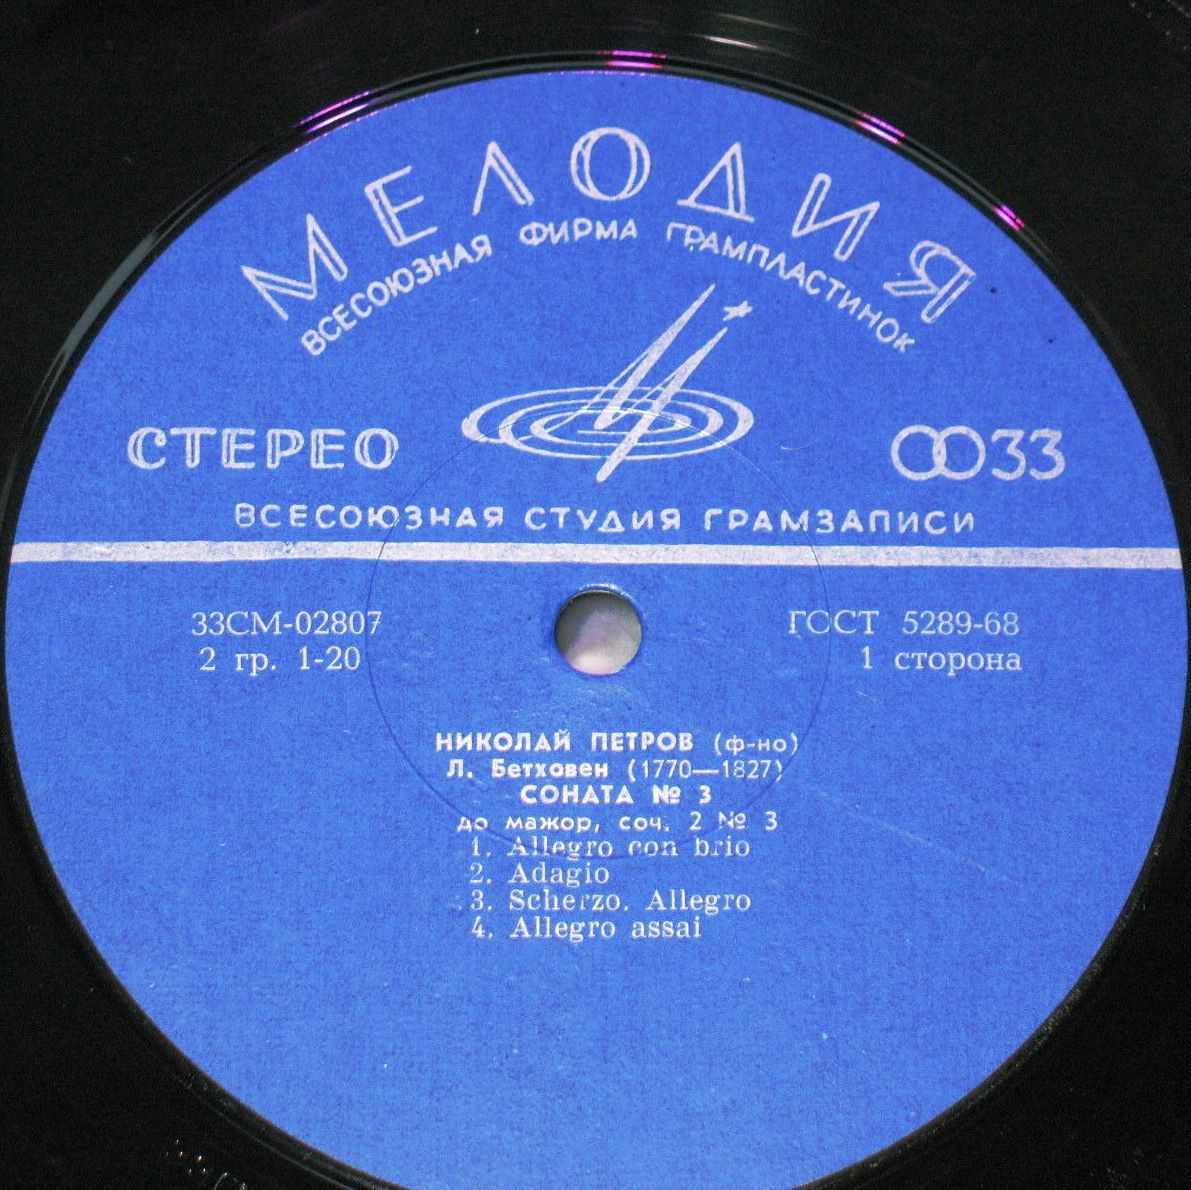 МЕЛОДИЯ
ВСЕСОЮЗНАЯ ФИРМА ГРАМПЛАСТИНОК
СТЕРЕО
33
ВСЕСОЮЗНАЯ СТУДИЯ ГРАМЗАПИСИ
33СМ-02807
ГОСТ 5289-68
2 гр. 1-20
1 сторона
НИКОЛАЙ ПЕТРОВ (ф-но)
Л. Бетховен (1770—1827)
СОНАТА № 3
до мажор, соч. 2 № 3
1. Allegro con brio
2. Adagio
3. Scherzo. Allegro
4. Allegro assai